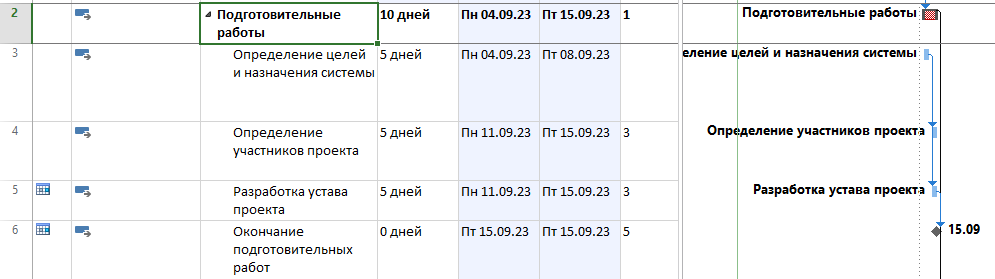 2 Подготовительные 10 дней Пн 04.09.23 Пт 15.09.23 1 Подготовительные работы
работы
3 Определение целей 5 дней Пн 04.09.23 Пт 08.09.23 еление целей и назначения системы
и назначения системы
4 Определение 5 дней Пн 11.09.23 Пт 15.09.23 3 Определение участников проекта
участников проекта
5 Разработка устава 5 дней Пн 11.09.23 Пт 15.09.23 3 Разработка устава проекта
проекта
6 Окончание 0 дней Пт 15.09.23 Пт 15.09.23 5 15.09
подготовительных
работ